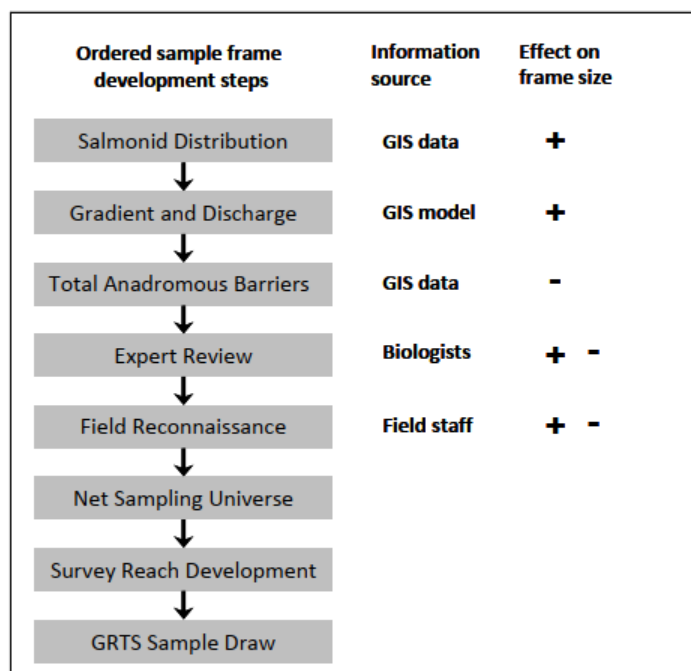 Ordered sample frame
development steps
Information
source
Effect on
frame size
Salmonid Distribution
GIS data
+
Gradient and Discharge
GIS model
+
Total Anadromous Barriers
GIS data
-
Expert Review
Biologists
+ -
Field Reconnaissance
Field staff
+ -
Net Sampling Universe
Survey Reach Development
GRTS Sample Draw